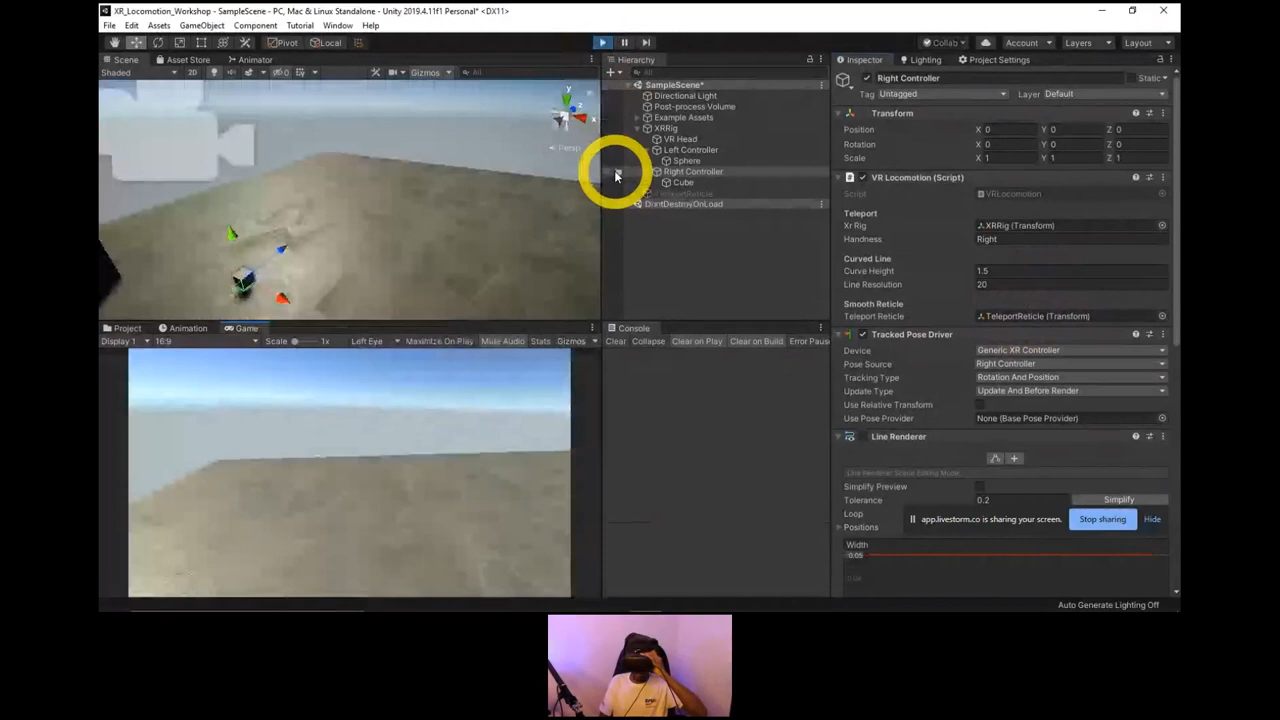 XR_Locomotion_Workshop - SampleScene - PC, Mac & Linux Standalone - Unity 2019.4.11f1 Personal* <DX11>
File Edit Assets GameObject Component Tutorial Window Help
Pivot Local Collab Account Layers Layout
Scene Asset Store Animator
Shaded 2D 0 Gizmos All
y
z
x
Persp
Hierarchy
All
SampleScene*
Directional Light
Post-process Volume
Example Assets
XRRig
VR Head
Left Controller
Sphere
Right Controller
Cube
TeleportReticle
DontDestroyOnLoad
Inspector Lighting Project Settings
Right Controller Static
Tag Untagged Layer Default
Transform
Position X 0 Y 0 Z 0
Rotation X 0 Y 0 Z 0
Scale X 1 Y 1 Z 1
VR Locomotion (Script)
Script VRLocomotion
Teleport
Xr Rig XRRig (Transform)
Handness Right
Curved Line
Curve Height 1.5
Line Resolution 20
Smooth Reticle
Teleport Reticle TeleportReticle (Transform)
Tracked Pose Driver
Device Generic XR Controller
Pose Source Right Controller
Tracking Type Rotation And Position
Update Type Update And Before Render
Use Relative Transform
Use Pose Provider None (Base Pose Provider)
Line Renderer
Line Renderer Scene Editing Mode:
Simplify Preview
Tolerance 0.2 Simplify
Loop
Positions
Width
0.05
app.livestorm.co is sharing your screen. Stop sharing Hide
Project Animation Game
Display 1 16:9 Scale 1x Left Eye Maximize On Play Mute Audio Stats Gizmos
Console
Clear Collapse Clear on Play Clear on Build Error Pause
Auto Generate Lighting Off